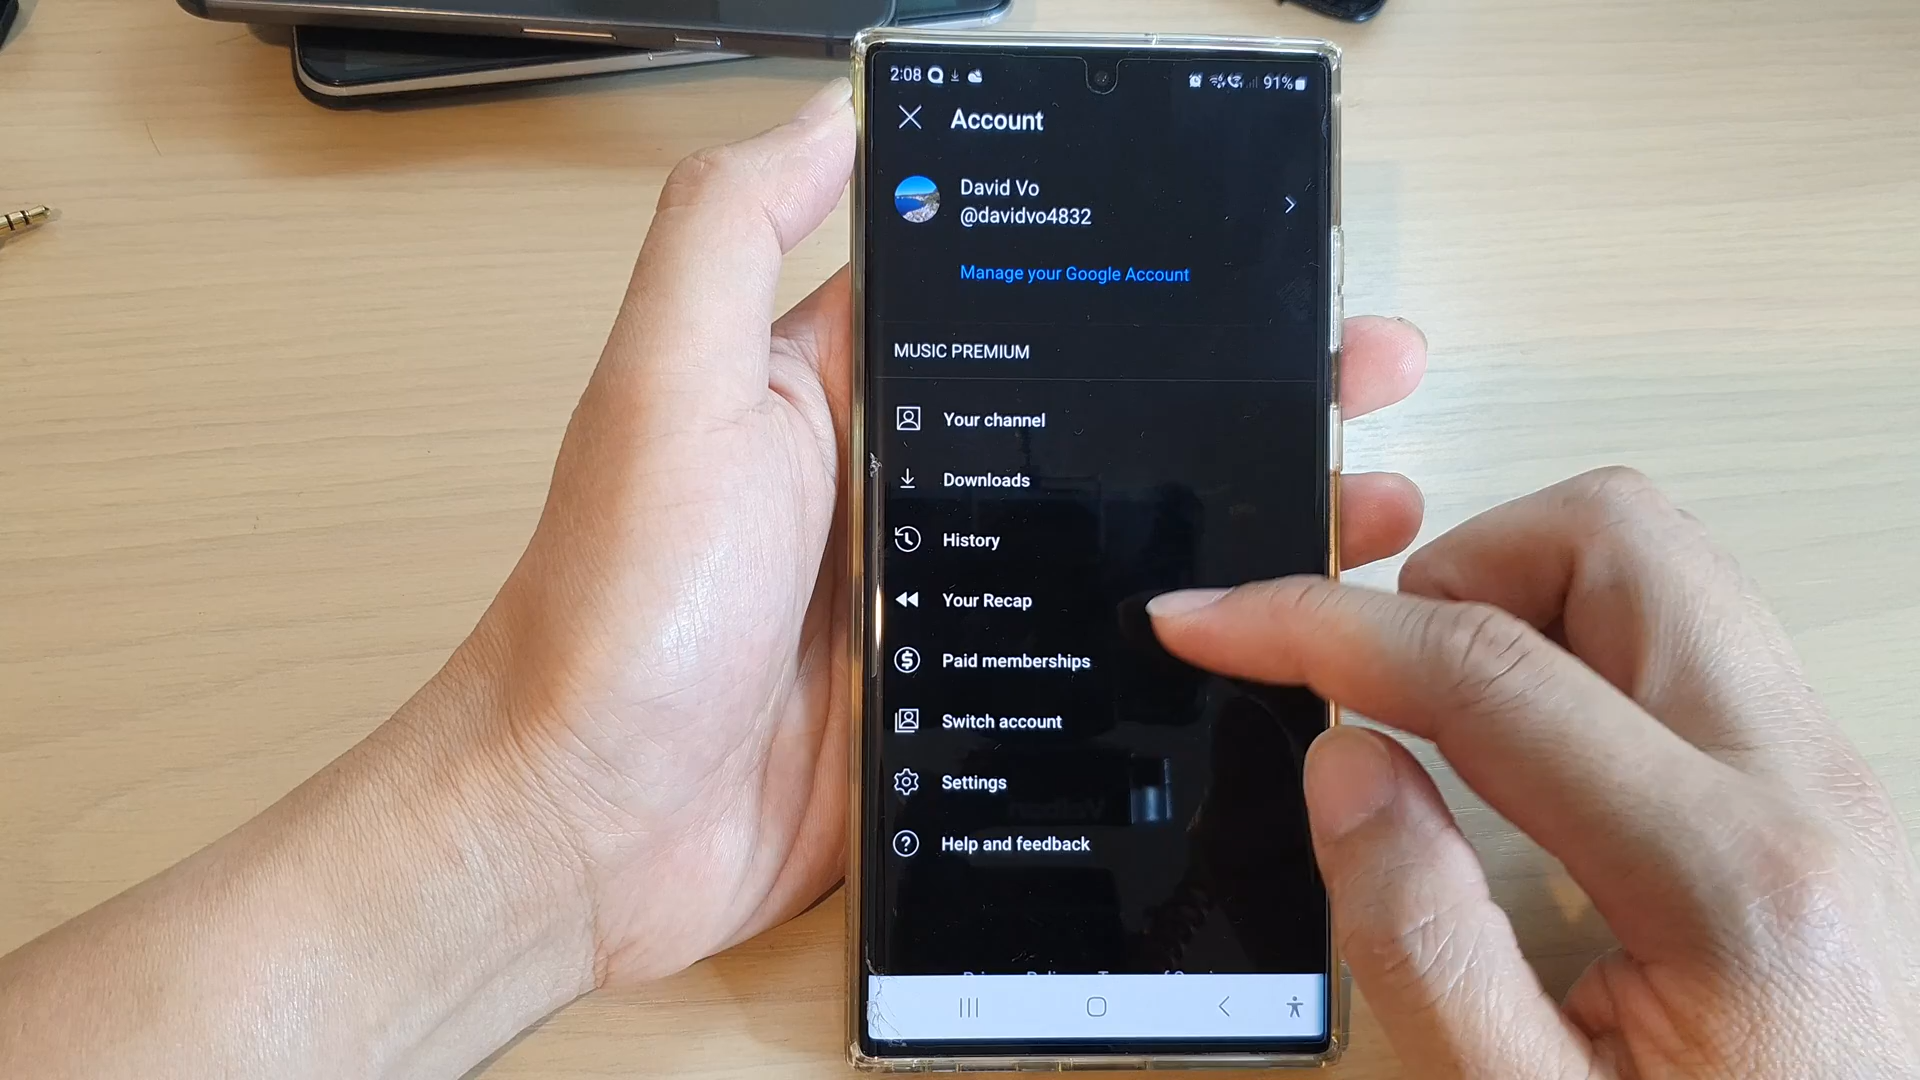 2:08 91%
Account
David Vo
@davidvo4832
Manage your Google Account
MUSIC PREMIUM
Your channel
Downloads
History
Your Recap
Paid memberships
Switch account
Settings
Help and feedback